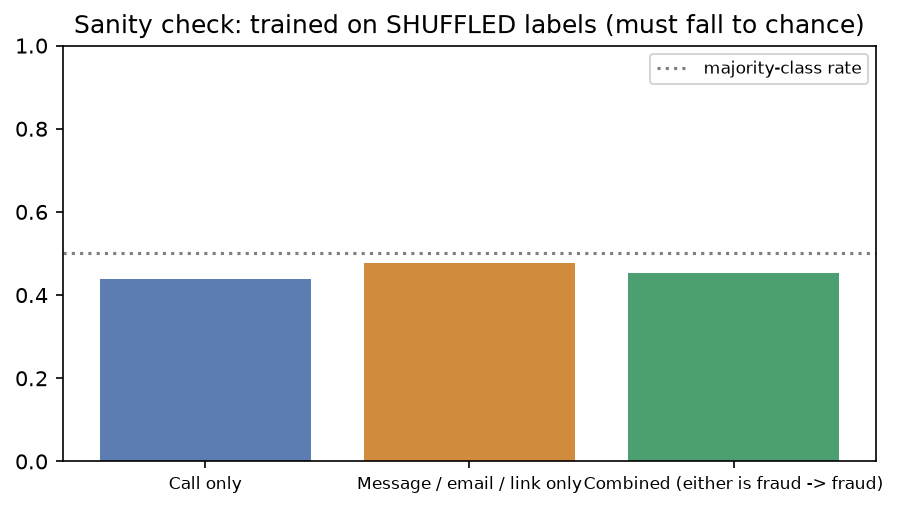 Sanity check: trained on SHUFFLED labels (must fall to chance)
1.0
majority-class rate
0.8
0.6
0.4
0.2
0.0
Call only
Message / email / link only
Combined (either is fraud -> fraud)